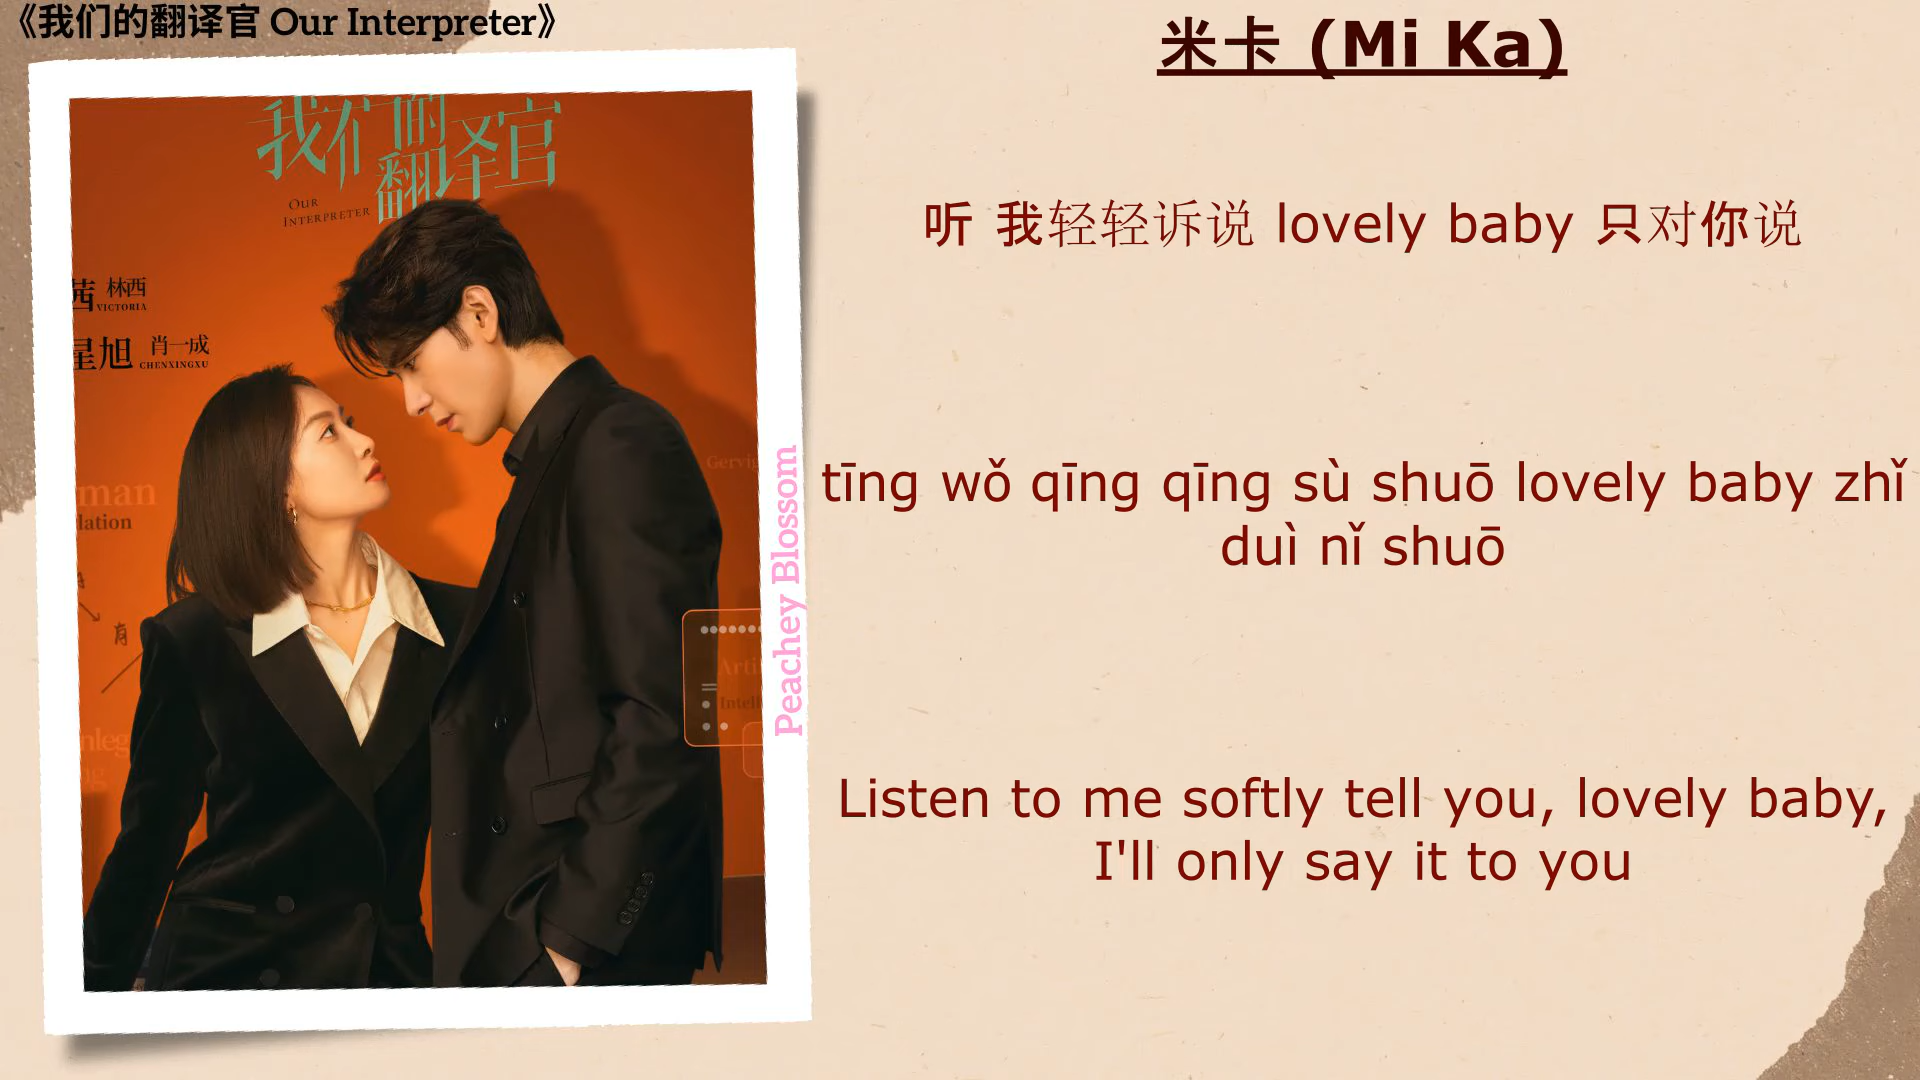 《我们的翻译官 Our Interpreter》
米卡 (Mi Ka)
我们的
翻译官
OUR
INTERPRETER
茜 林西
VICTORIA
星旭 肖一成
CHENXINGXU
听 我轻轻诉说 lovely baby 只对你说
tīng wǒ qīng qīng sù shuō lovely baby zhǐ
duì nǐ shuō
Listen to me softly tell you, lovely baby,
I'll only say it to you
Peachey Blossom